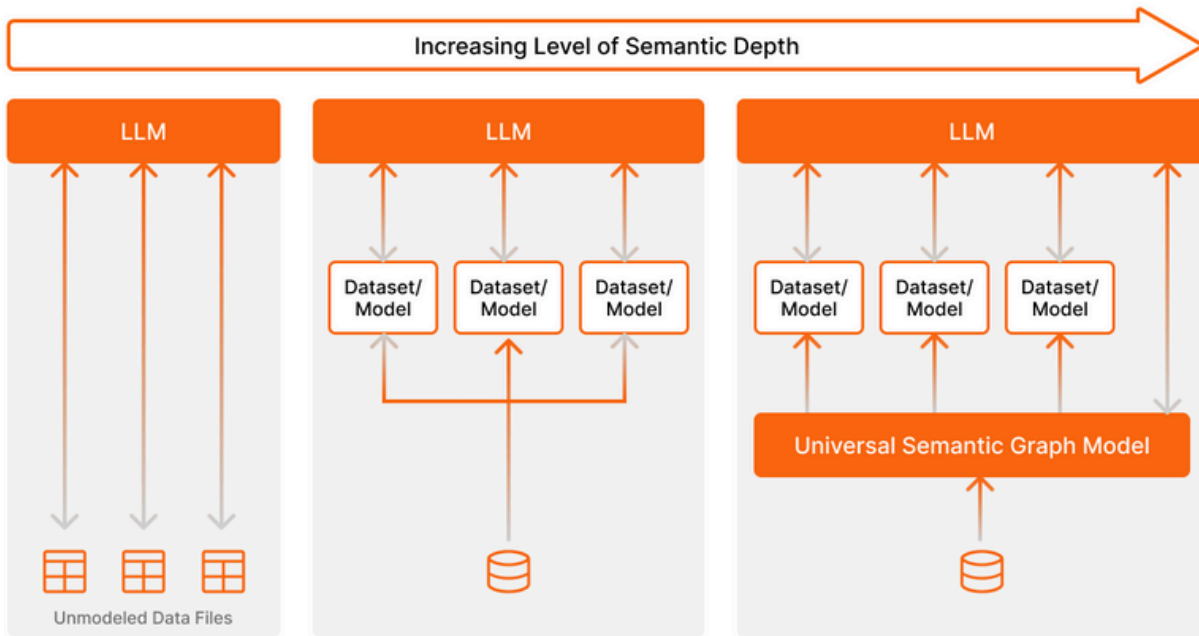 Increasing Level of Semantic Depth
LLM
LLM
LLM
Dataset/
Model
Dataset/
Model
Dataset/
Model
Dataset/
Model
Dataset/
Model
Dataset/
Model
Universal Semantic Graph Model
Unmodeled Data Files